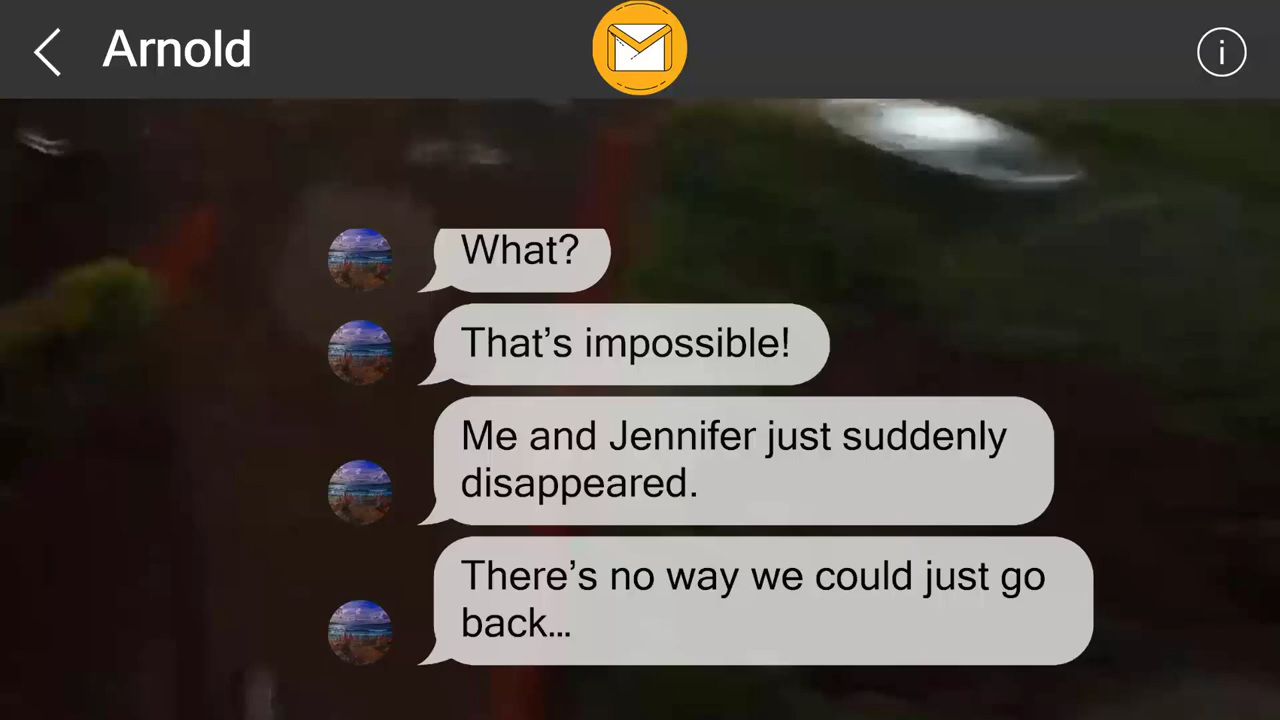 Arnold
What?
That’s impossible!
Me and Jennifer just suddenly
disappeared.
There’s no way we could just go
back...